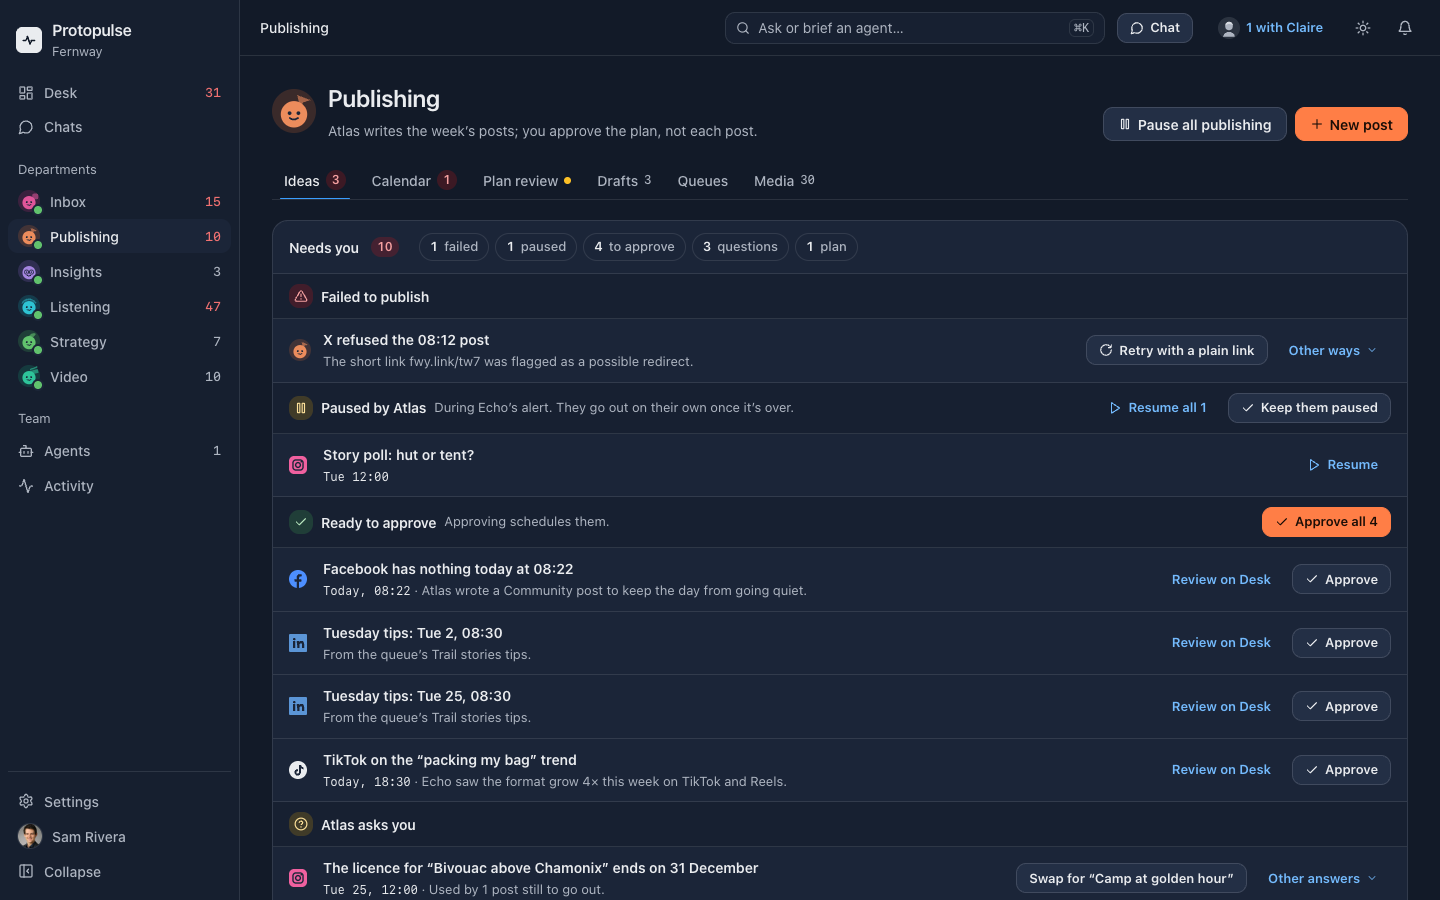 Protopulse
Fernway
Desk 31
Chats
Departments
Inbox 15
Publishing 10
Insights 3
Listening 47
Strategy 7
Video 10
Team
Agents 1
Activity
Settings
Sam Rivera
Collapse
Publishing
Ask or brief an agent… ⌘K
Chat
1 with Claire
Publishing
Atlas writes the week’s posts; you approve the plan, not each post.
Pause all publishing
New post
Ideas 3
Calendar 1
Plan review
Drafts 3
Queues
Media 30
Needs you 10
1 failed
1 paused
4 to approve
3 questions
1 plan
Failed to publish
X refused the 08:12 post
The short link fwy.link/tw7 was flagged as a possible redirect.
Retry with a plain link
Other ways
Paused by Atlas During Echo’s alert. They go out on their own once it’s over.
Resume all 1
Keep them paused
Story poll: hut or tent?
Tue 12:00
Resume
Ready to approve Approving schedules them.
Approve all 4
Facebook has nothing today at 08:22
Today, 08:22 · Atlas wrote a Community post to keep the day from going quiet.
Review on Desk
Approve
Tuesday tips: Tue 2, 08:30
From the queue’s Trail stories tips.
Review on Desk
Approve
Tuesday tips: Tue 25, 08:30
From the queue’s Trail stories tips.
Review on Desk
Approve
TikTok on the “packing my bag” trend
Today, 18:30 · Echo saw the format grow 4× this week on TikTok and Reels.
Review on Desk
Approve
Atlas asks you
The licence for “Bivouac above Chamonix” ends on 31 December
Tue 25, 12:00 · Used by 1 post still to go out.
Swap for “Camp at golden hour”
Other answers